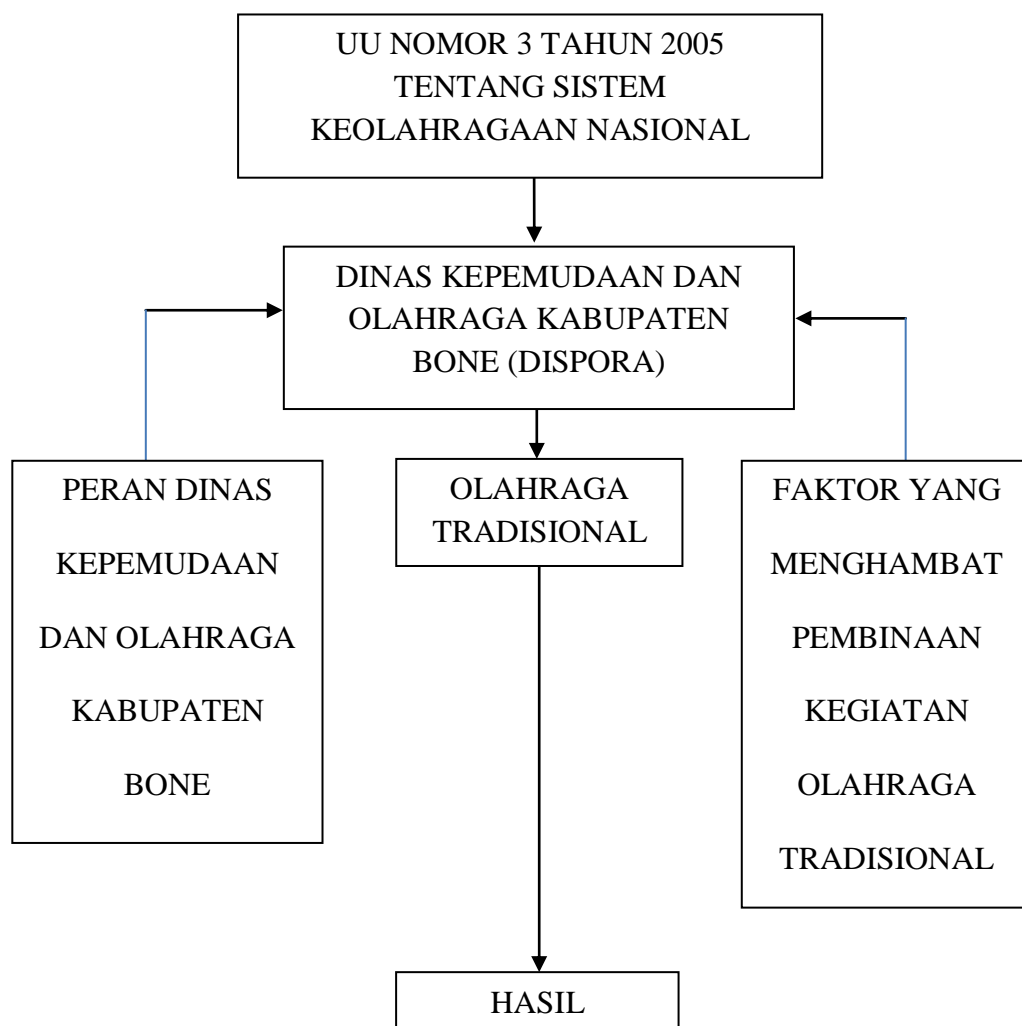 UU NOMOR 3 TAHUN 2005
TENTANG SISTEM
KEOLAHRAGAAN NASIONAL
DINAS KEPEMUDAAN DAN
OLAHRAGA KABUPATEN
BONE (DISPORA)
PERAN DINAS
KEPEMUDAAN
DAN OLAHRAGA
KABUPATEN
BONE
OLAHRAGA
TRADISIONAL
FAKTOR YANG
MENGHAMBAT
PEMBINAAN
KEGIATAN
OLAHRAGA
TRADISIONAL
HASIL